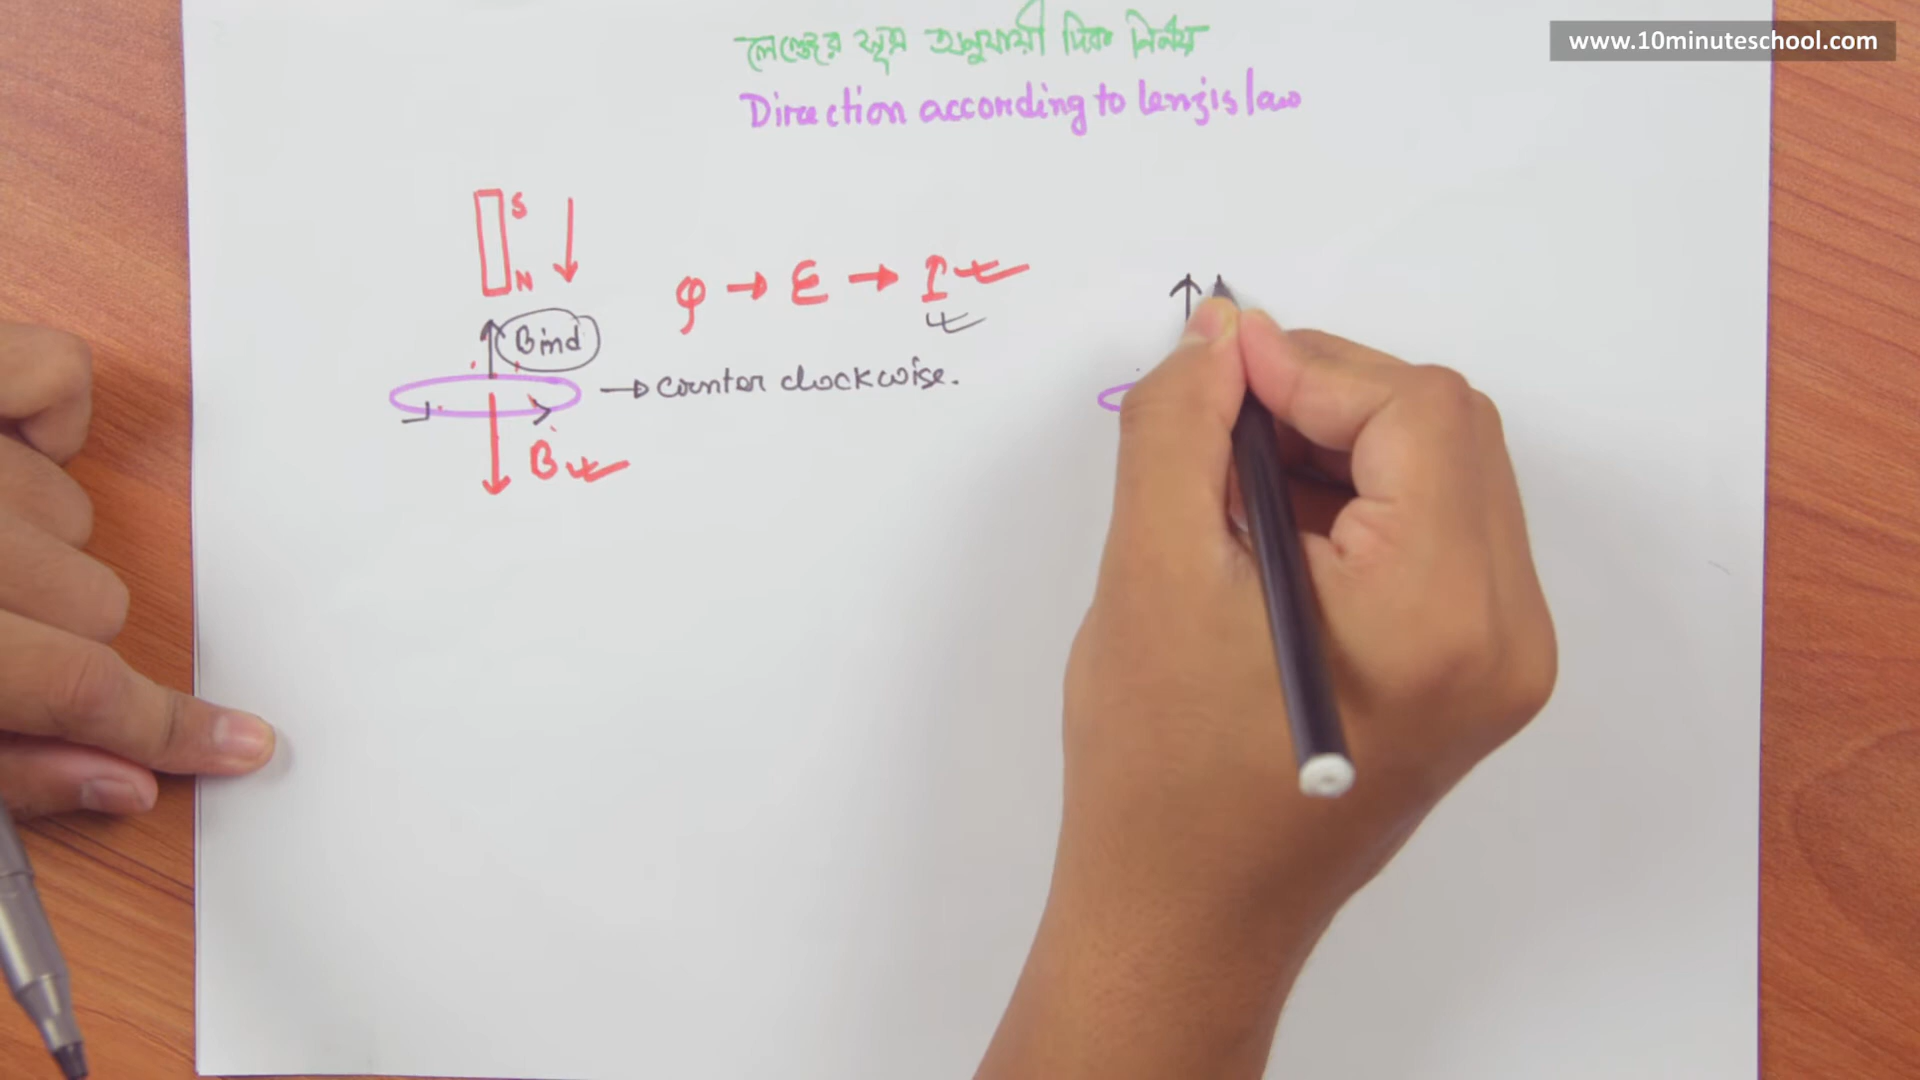 www.10minuteschool.com
লেঞ্জের সূত্র অনুযায়ী দিক নির্ণয়
Direction according to lenz's law
S
N
φ → ε → I
Bind
→ counter clockwise.
B